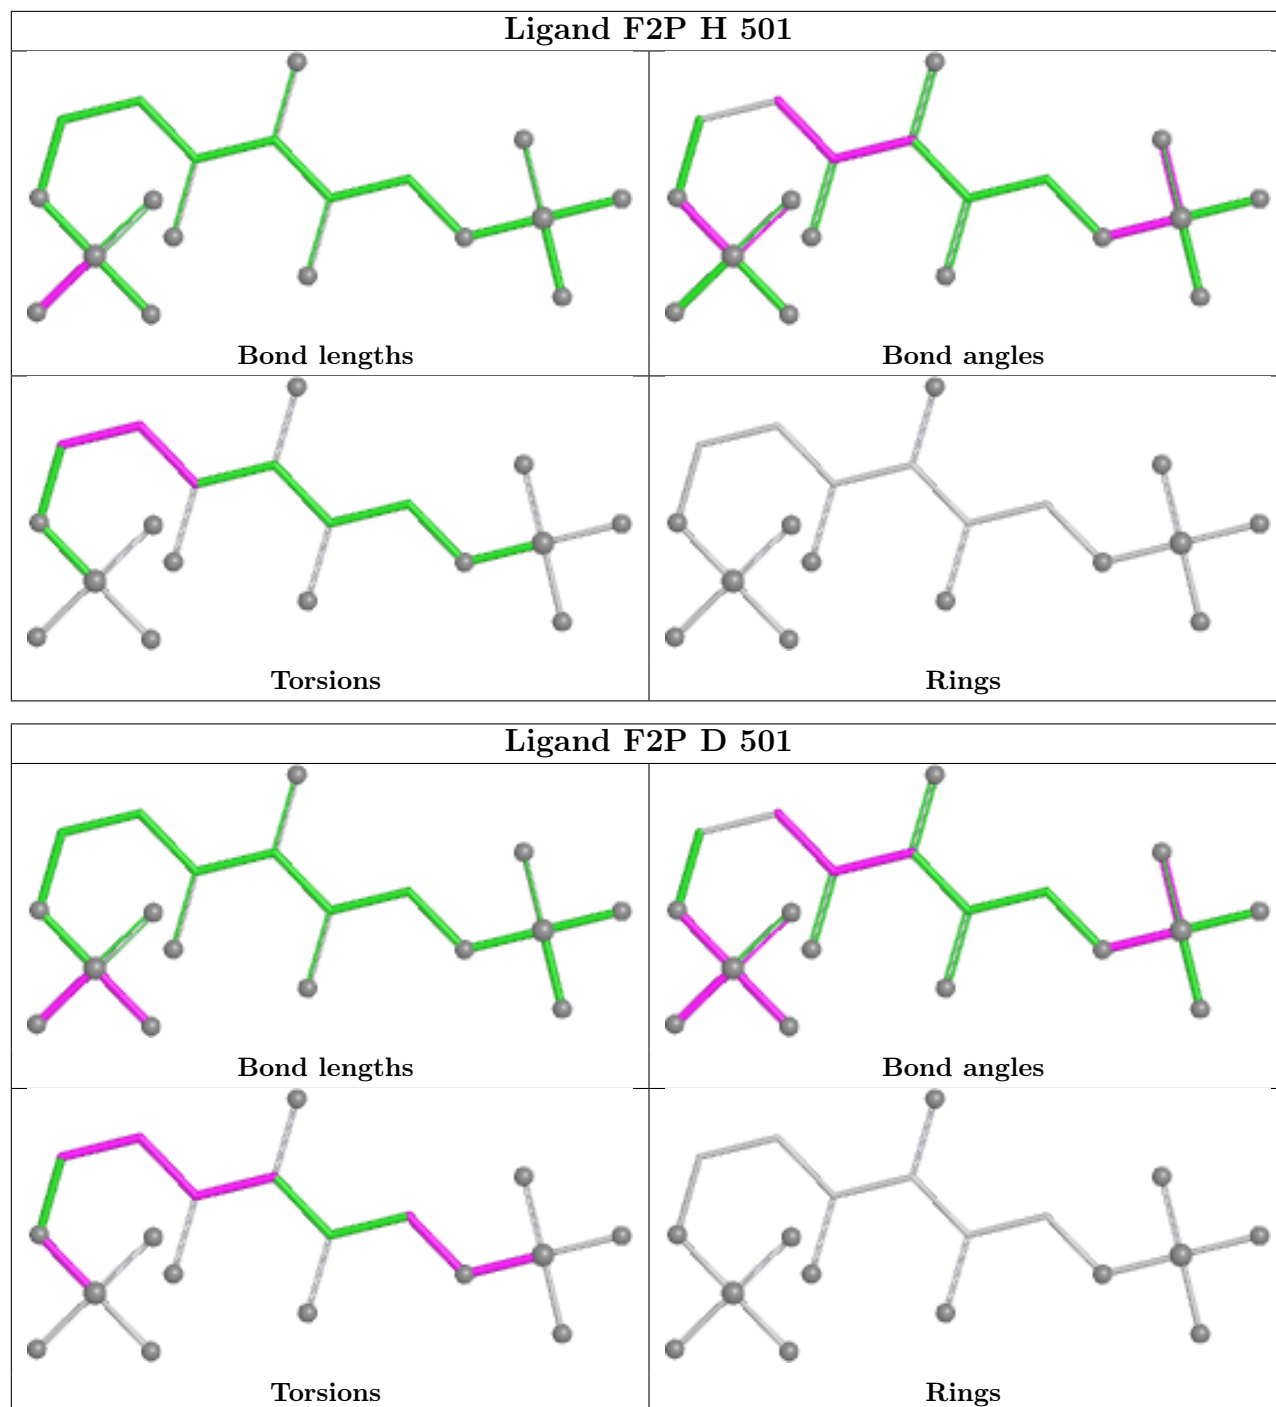 Ligand F2P H 501
Bond lengths
Bond angles
Torsions
Rings
Ligand F2P D 501
Bond lengths
Bond angles
Torsions
Rings